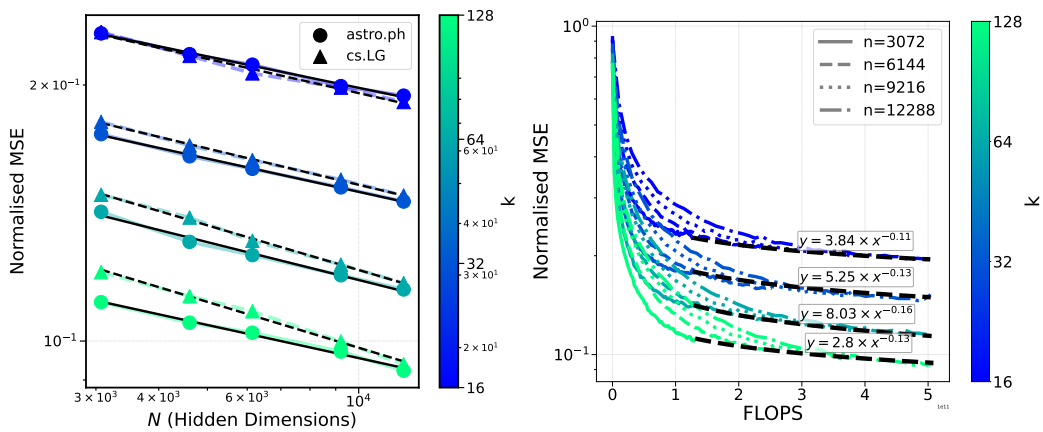 Normalised MSE
2 × 10⁻¹
10⁻¹
3 × 10³
4 × 10³
6 × 10³
10⁴
N (Hidden Dimensions)
astro.ph
cs.LG
128
64
6 × 10¹
4 × 10¹
32
3 × 10¹
2 × 10¹
16
k
Normalised MSE
10⁰
10⁻¹
0
1
2
3
4
5
1e11
FLOPS
n=3072
n=6144
n=9216
n=12288
y = 3.84 × x⁻⁰·¹¹
y = 5.25 × x⁻⁰·¹³
y = 8.03 × x⁻⁰·¹⁶
y = 2.8 × x⁻⁰·¹³
128
64
32
16
k